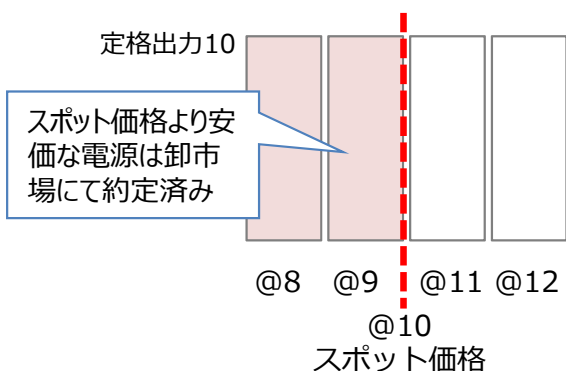 定格出力10
スポット価格より安
価な電源は卸市
場にて約定済み
@8 @9 @11 @12
@10
スポット価格